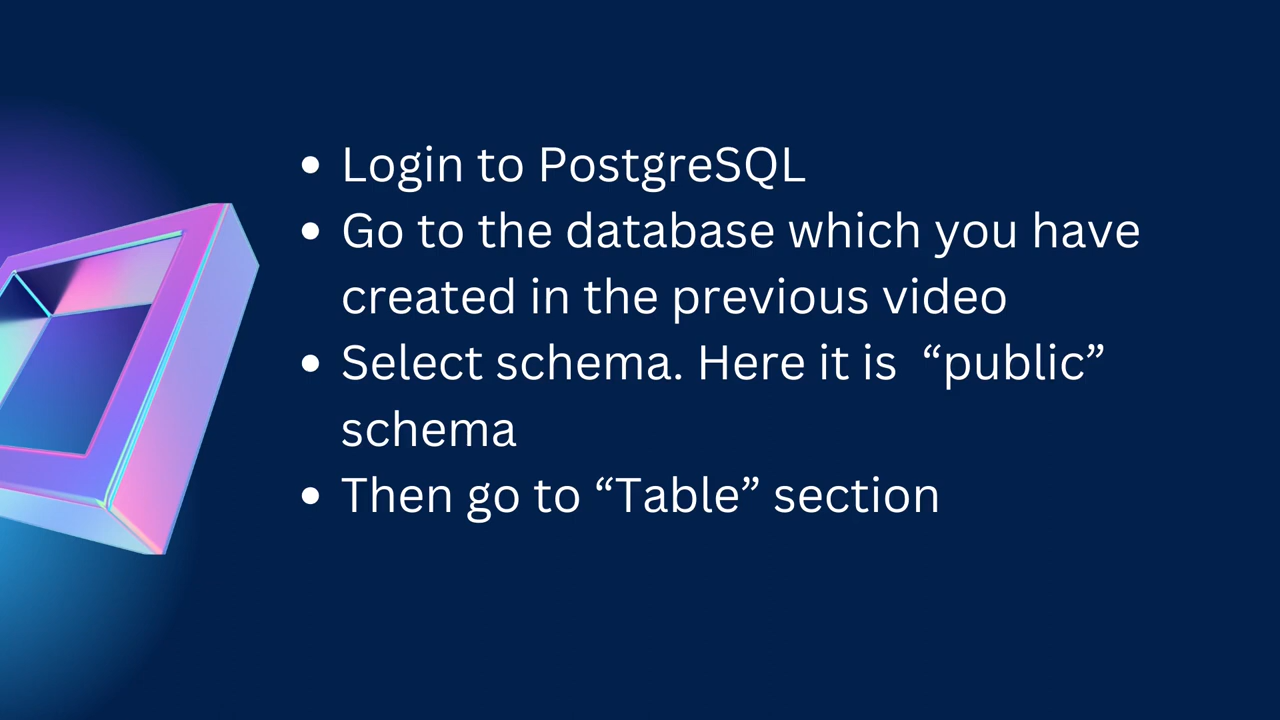 • Login to PostgreSQL
• Go to the database which you have
created in the previous video
• Select schema. Here it is  “public”
schema
• Then go to “Table” section